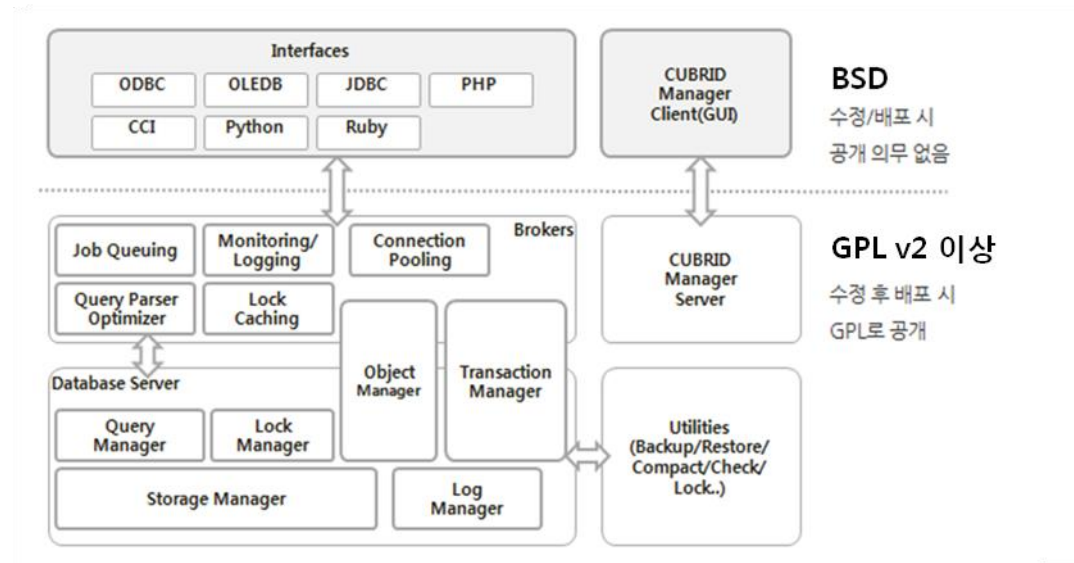 Interfaces
ODBC
OLEDB
JDBC
PHP
CCI
Python
Ruby
CUBRID
Manager
Client(GUI)
BSD
수정/배포 시
공개 의무 없음
Brokers
Job Queuing
Monitoring/
Logging
Connection
Pooling
Query Parser
Optimizer
Lock
Caching
CUBRID
Manager
Server
GPL v2 이상
수정 후 배포 시
GPL로 공개
Object
Manager
Transaction
Manager
Database Server
Query
Manager
Lock
Manager
Storage Manager
Log
Manager
Utilities
(Backup/Restore/
Compact/Check/
Lock..)